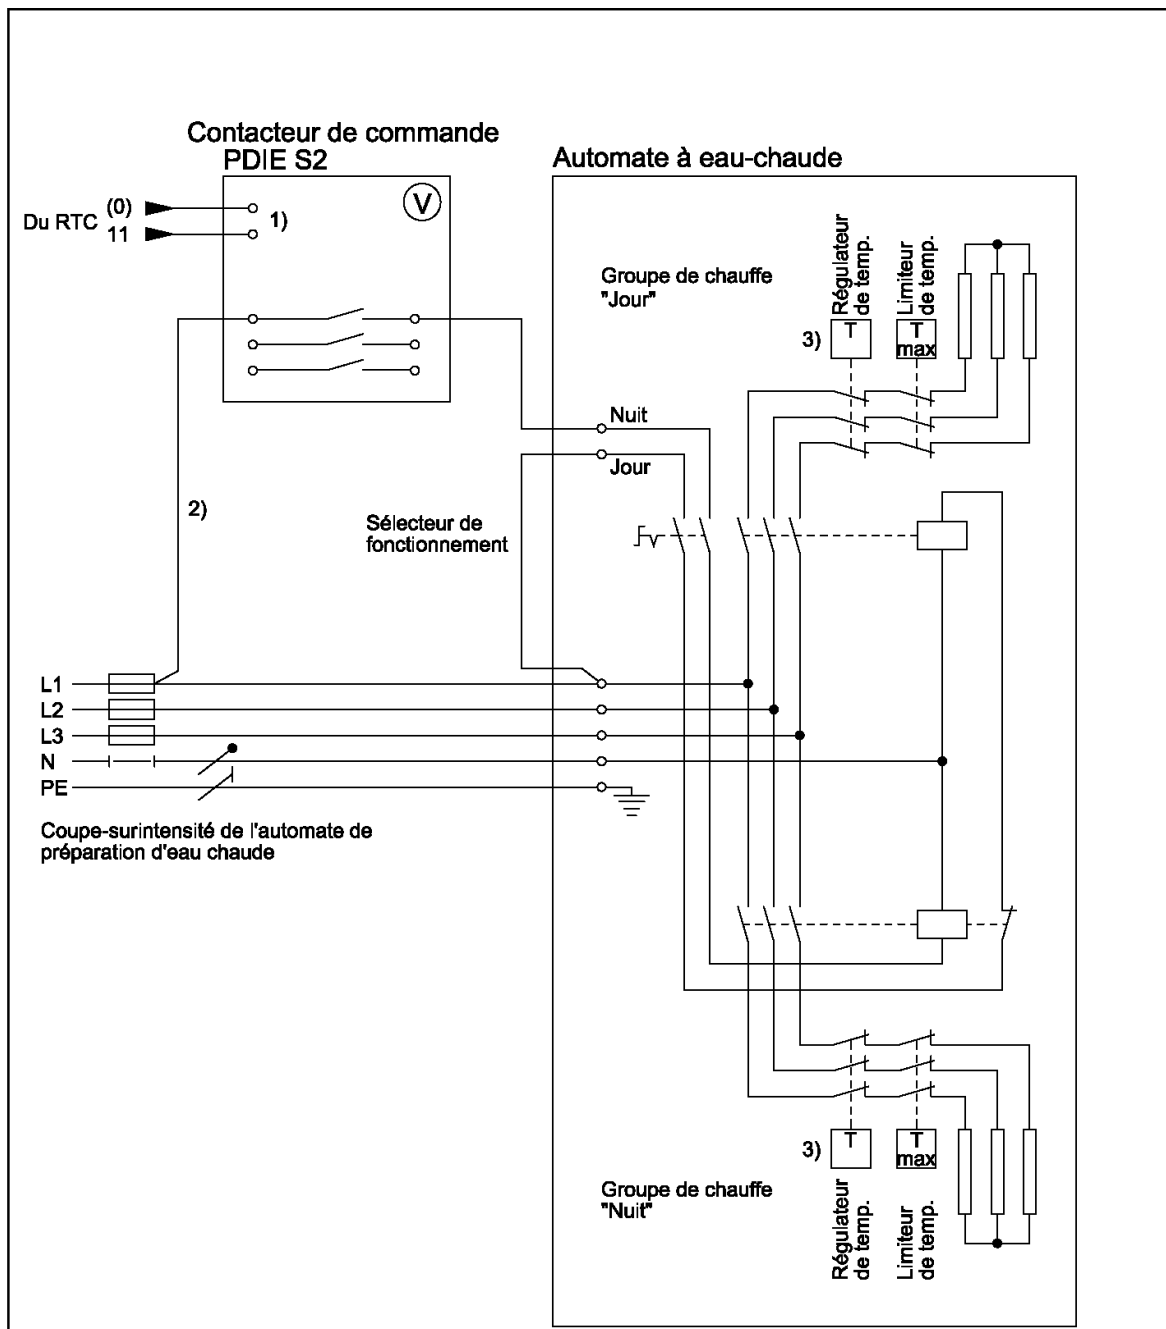 Contacteur de commande
PDIE S2
Automate à eau-chaude
Du RTC
(0)
11
1)
V
Groupe de chauffe
"Jour"
Régulateur
de temp.
Limiteur
de temp.
3)
T
T
max
Nuit
Jour
2)
Sélecteur de
fonctionnement
L1
L2
L3
N
PE
Coupe-surintensité de l'automate de
préparation d'eau chaude
3)
T
T
max
Groupe de chauffe
"Nuit"
Régulateur
de temp.
Limiteur
de temp.